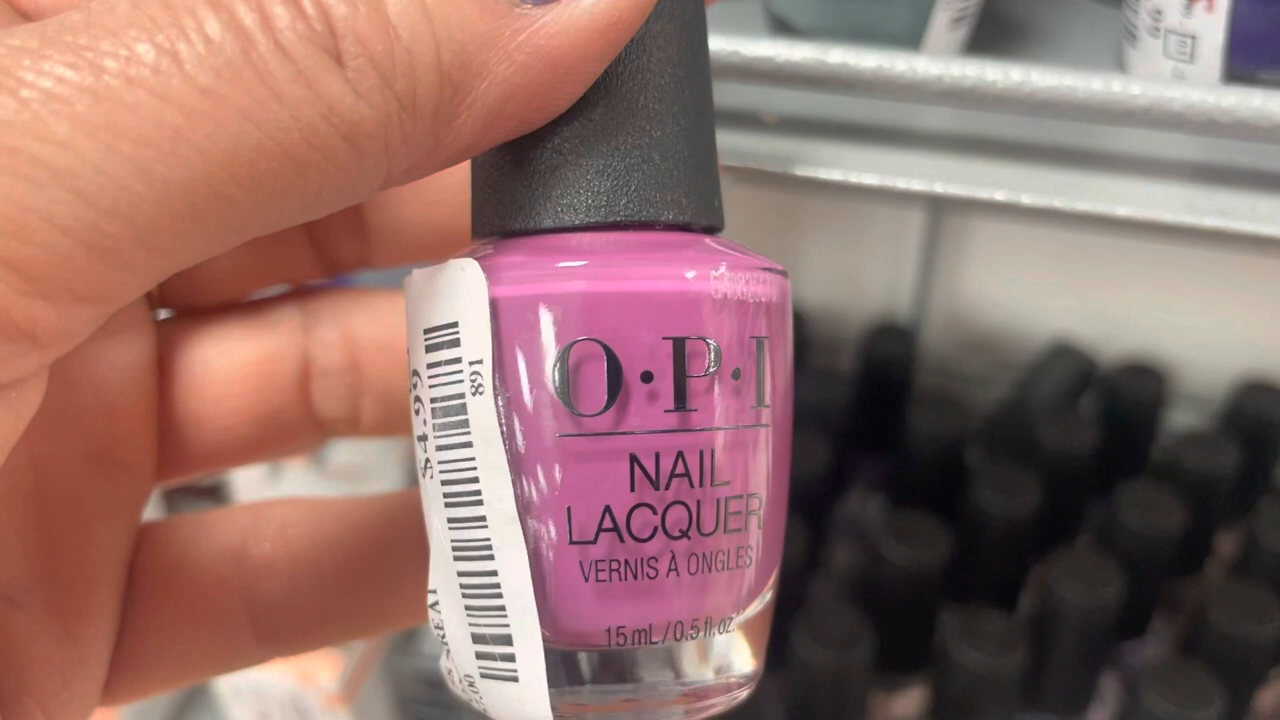 O·P·I
NAIL
LACQUER
VERNIS À ONGLES
15 mL / 0.5 fl. oz.
$4.99
891